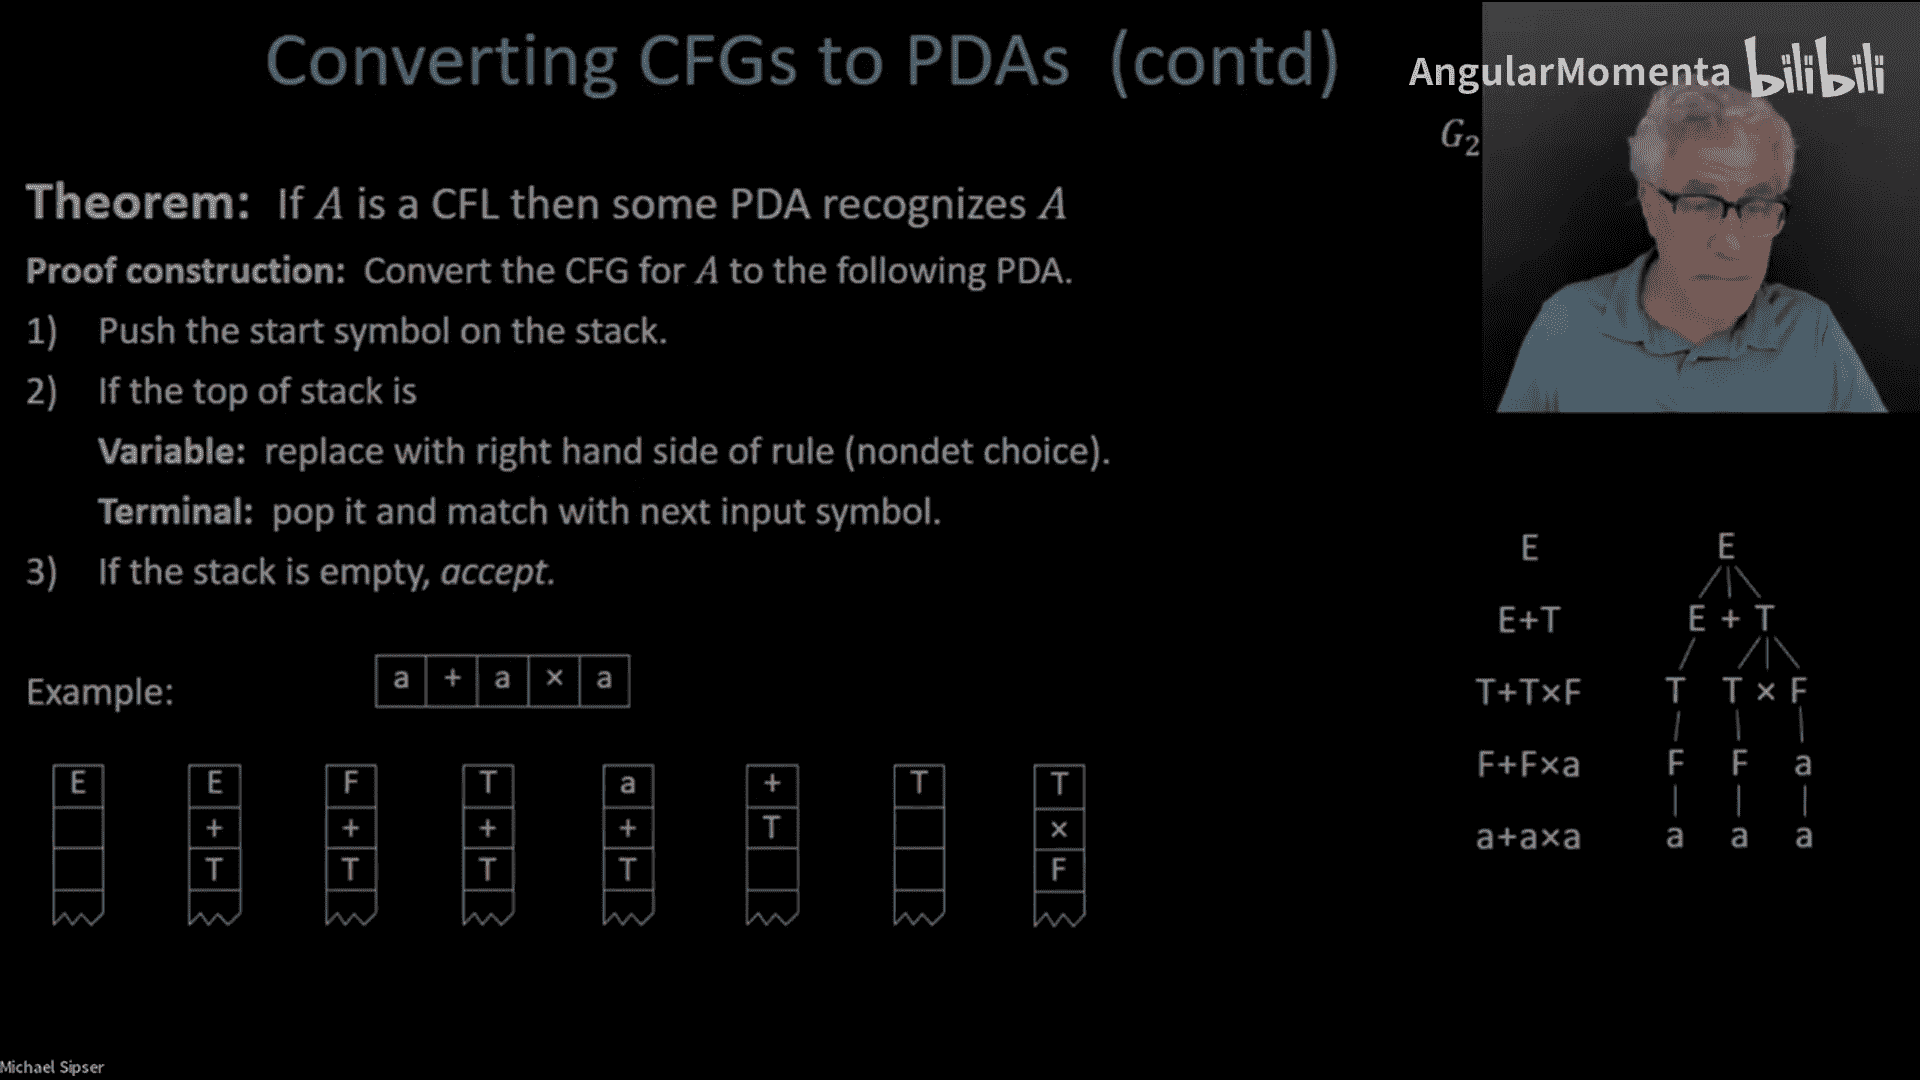 Converting CFGs to PDAs (contd)
AngularMomenta bilibili
G₂
Theorem: If A is a CFL then some PDA recognizes A
Proof construction: Convert the CFG for A to the following PDA.
1) Push the start symbol on the stack.
2) If the top of stack is
Variable: replace with right hand side of rule (nondet choice).
Terminal: pop it and match with next input symbol.
3) If the stack is empty, accept.
Example:
a + a × a
E E F T a + T T
+ + + + T ×
T T T T F
E
E+T
T+T×F
F+F×a
a+a×a
E
E + T
T T × F
F F a
a a a
Michael Sipser